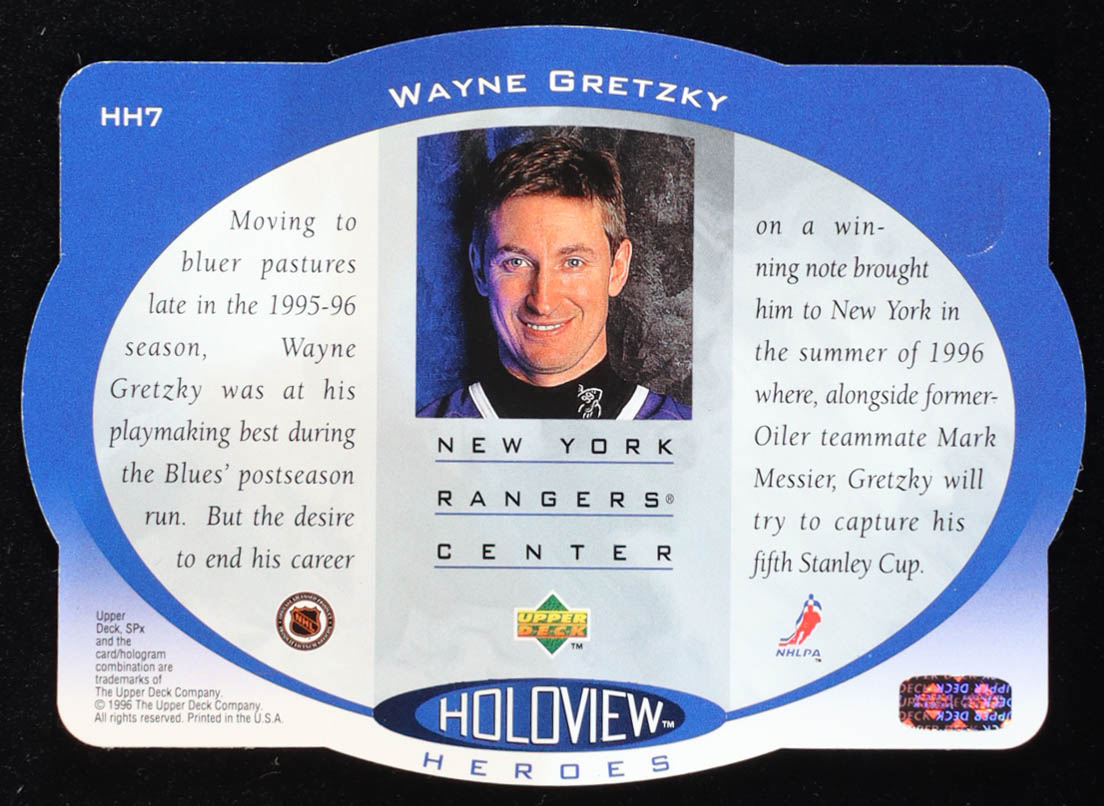 WAYNE GRETZKY
HH7
Moving to
bluer pastures
late in the 1995-96
season, Wayne
Gretzky was at his
playmaking best during
the Blues' postseason
run. But the desire
to end his career
on a win-
ning note brought
him to New York in
the summer of 1996
where, alongside former-
Oiler teammate Mark
Messier, Gretzky will
try to capture his
fifth Stanley Cup.
NEW YORK
RANGERS®
CENTER
NHL
UPPER
DECK™
NHLPA™
Upper
Deck, SPx
and the
card/hologram
combination are
trademarks of
The Upper Deck Company.
© 1996 The Upper Deck Company.
All rights reserved. Printed in the U.S.A.
HOLOVIEW™
HEROES
UPPER DECK